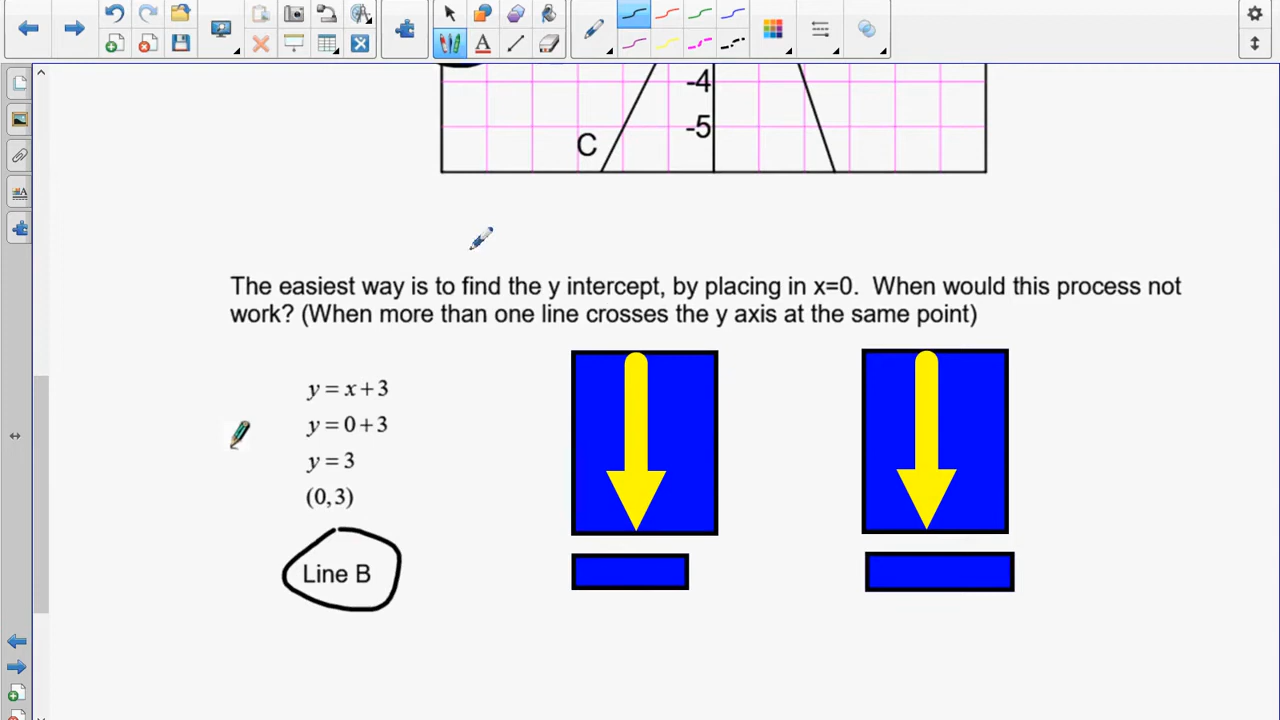 -4
-5
C
The easiest way is to find the y intercept, by placing in x=0.  When would this process not
work? (When more than one line crosses the y axis at the same point)
y = x + 3
y = 0 + 3
y = 3
(0, 3)
Line B